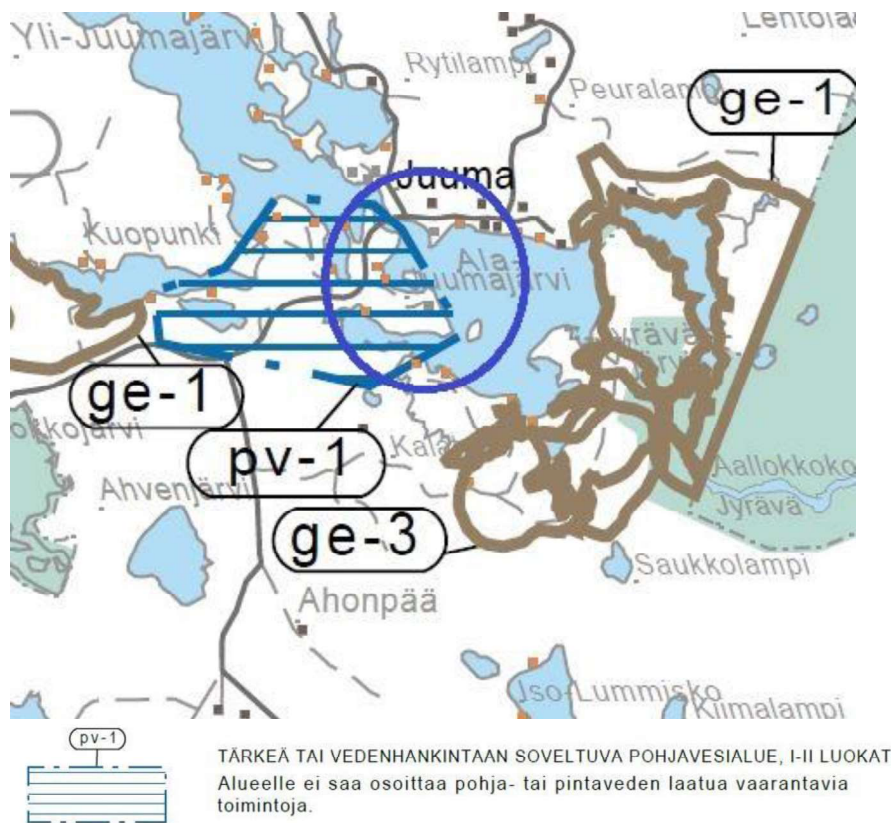 Yli-Juumajärvi
Rytilampi
Peuralampi
ge-1
Juuma
Kuopunki
Ala-
Juumajärvi
ge-1
pv-1
Ahvenjärvi
Aallokkoko
Jyrävä
ge-3
Saukkolampi
Ahonpää
Iso-Lummisko
Kiimalampi
pv-1
TÄRKEÄ TAI VEDENHANKINTAAN SOVELTUVA POHJAVESIALUE, I-II LUOKAT
Alueelle ei saa osoittaa pohja- tai pintaveden laatua vaarantavia
toimintoja.